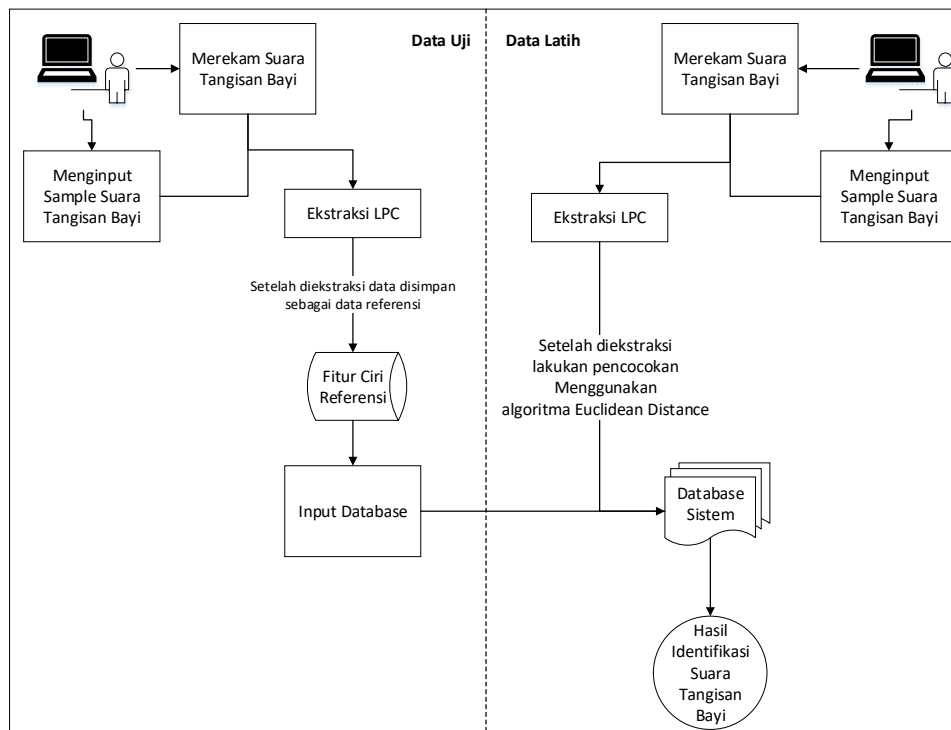 Data Uji
Data Latih
Merekam Suara
Tangisan Bayi
Menginput
Sample Suara
Tangisan Bayi
Ekstraksi LPC
Setelah diekstraksi data disimpan
sebagai data referensi
Fitur Ciri
Referensi
Input Database
Merekam Suara
Tangisan Bayi
Menginput
Sample Suara
Tangisan Bayi
Ekstraksi LPC
Setelah diekstraksi
lakukan pencocokan
Menggunakan
algoritma Euclidean Distance
Database
Sistem
Hasil
Identifikasi
Suara
Tangisan
Bayi